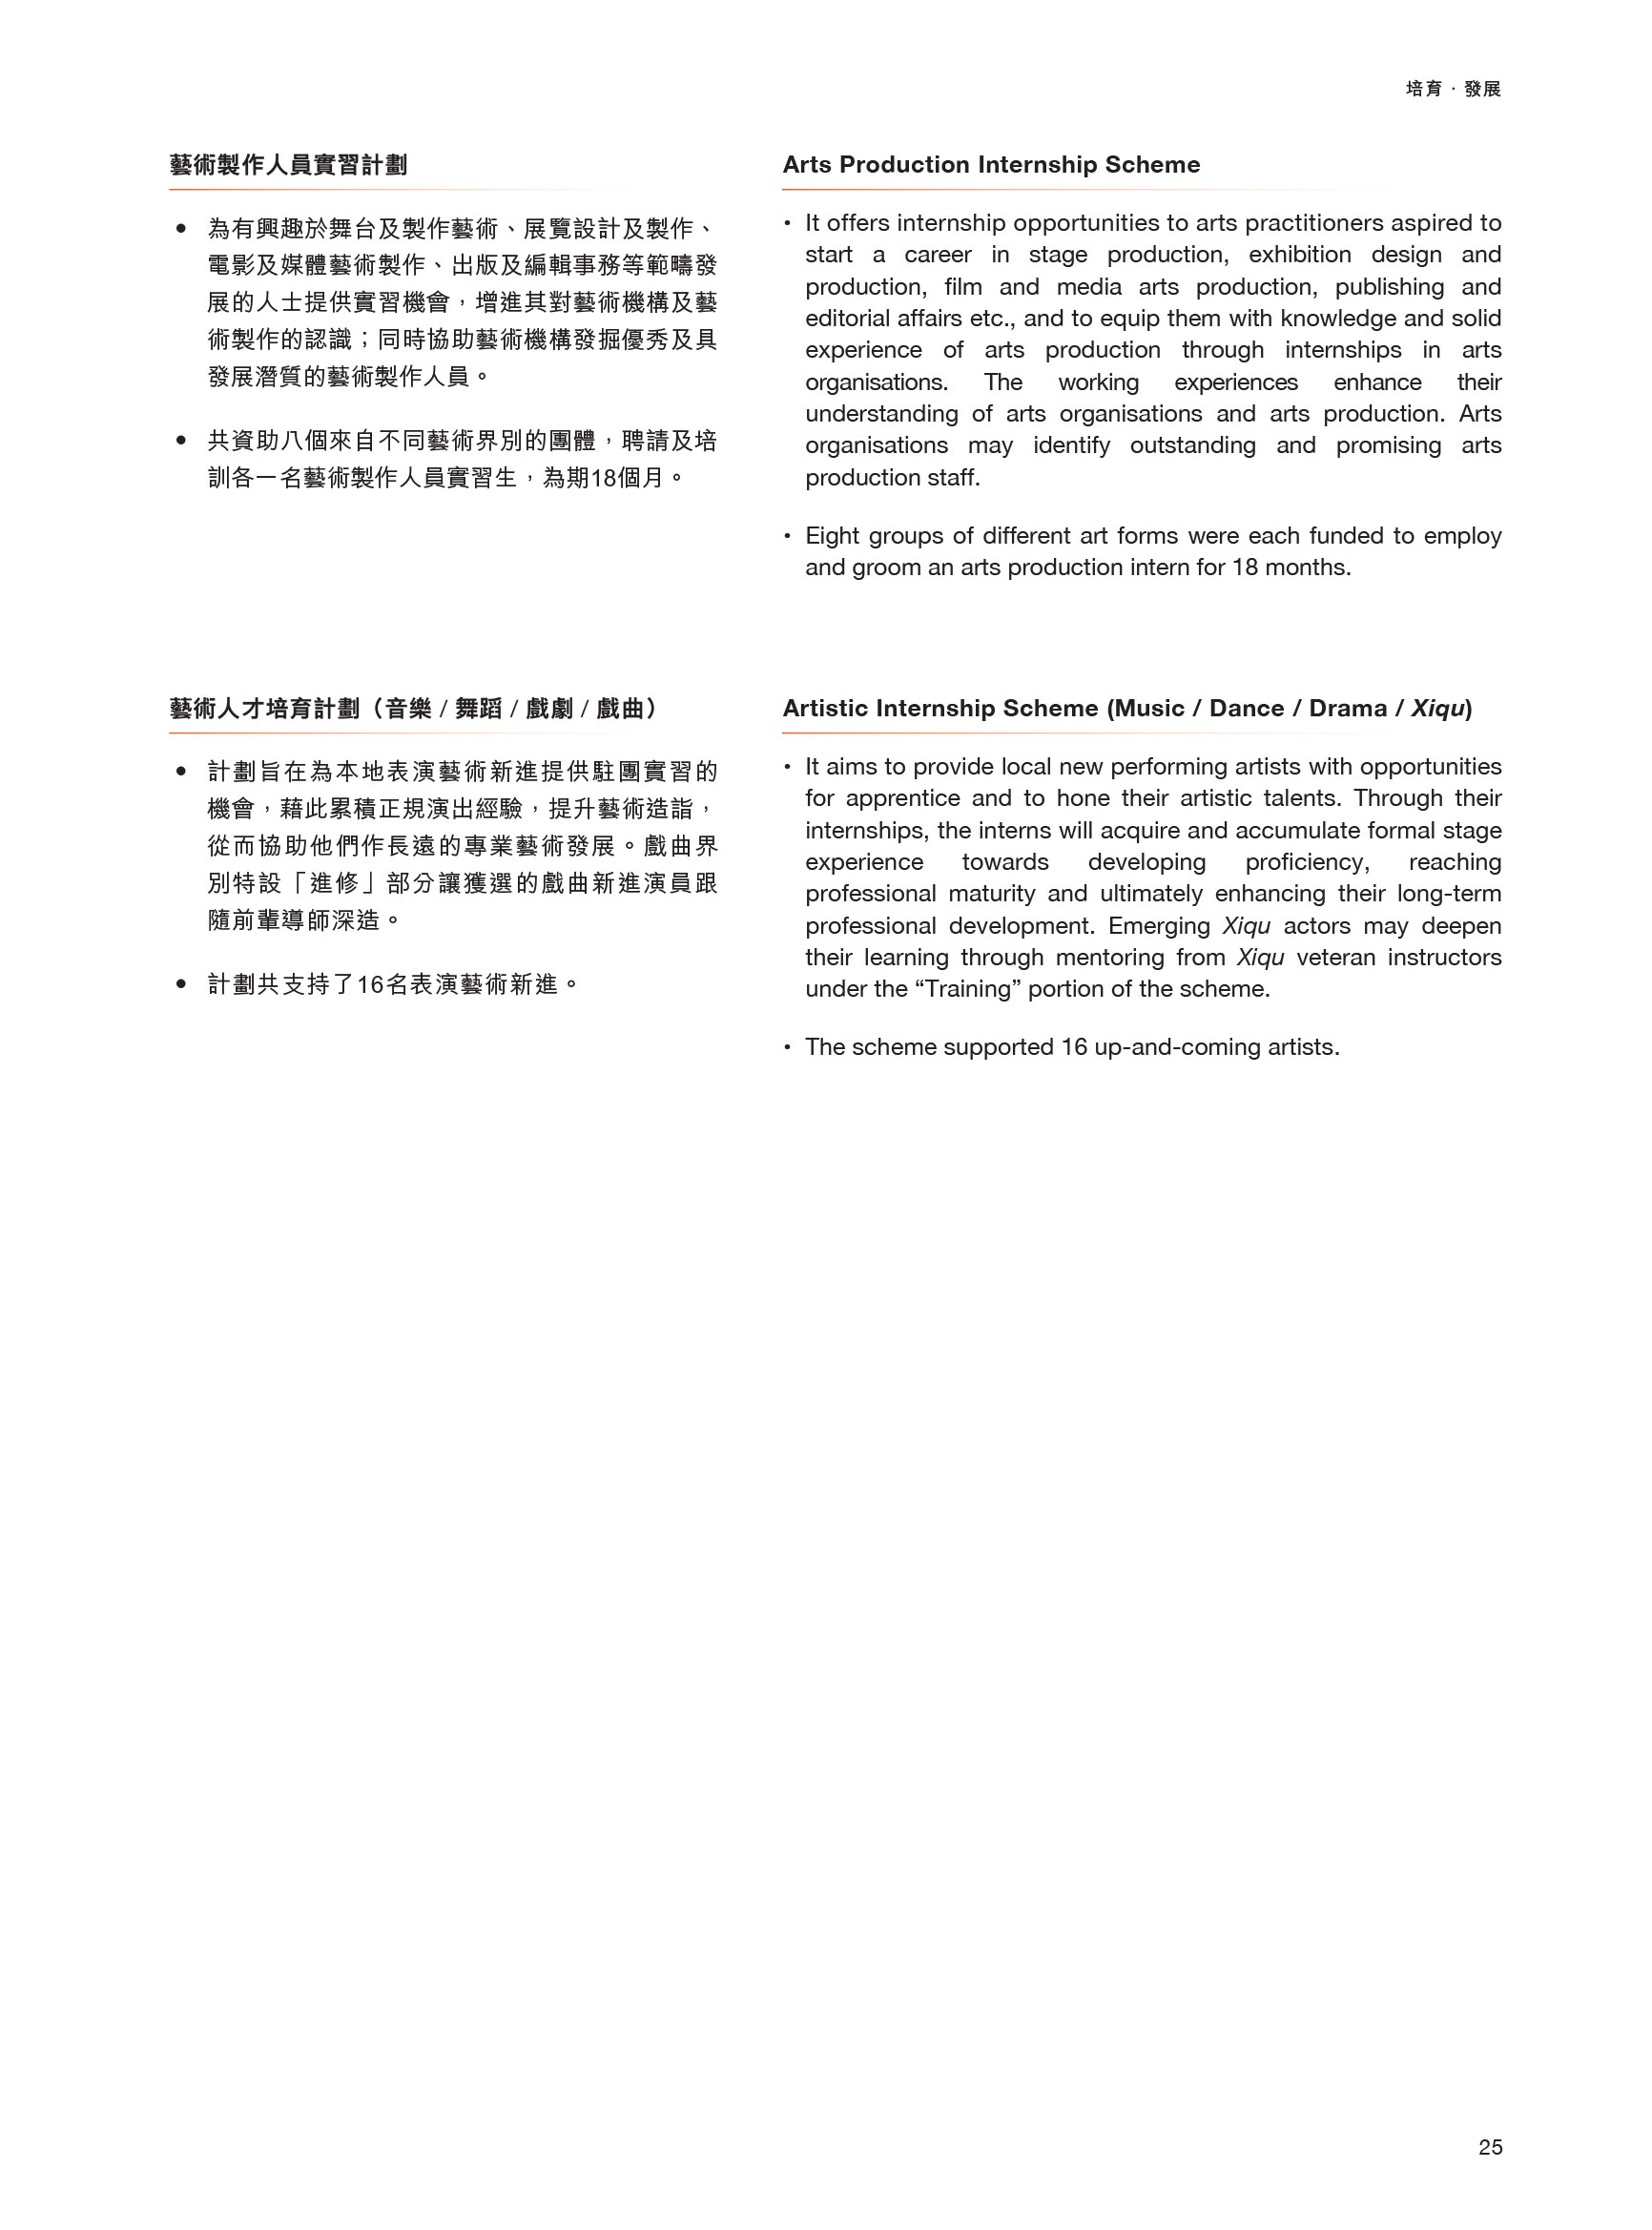 培育．發展
藝術製作人員實習計劃
• 為有興趣於舞台及製作藝術、展覽設計及製作、
電影及媒體藝術製作、出版及編輯事務等範疇發
展的人士提供實習機會，增進其對藝術機構及藝
術製作的認識；同時協助藝術機構發掘優秀及具
發展潛質的藝術製作人員。
• 共資助八個來自不同藝術界別的團體，聘請及培
訓各一名藝術製作人員實習生，為期18個月。
Arts Production Internship Scheme
• It offers internship opportunities to arts practitioners aspired to
start a career in stage production, exhibition design and
production, film and media arts production, publishing and
editorial affairs etc., and to equip them with knowledge and solid
experience of arts production through internships in arts
organisations. The working experiences enhance their
understanding of arts organisations and arts production. Arts
organisations may identify outstanding and promising arts
production staff.
• Eight groups of different art forms were each funded to employ
and groom an arts production intern for 18 months.
藝術人才培育計劃（音樂 / 舞蹈 / 戲劇 / 戲曲）
• 計劃旨在為本地表演藝術新進提供駐團實習的
機會，藉此累積正規演出經驗，提升藝術造詣，
從而協助他們作長遠的專業藝術發展。戲曲界
別特設「進修」部分讓獲選的戲曲新進演員跟
隨前輩導師深造。
• 計劃共支持了16名表演藝術新進。
Artistic Internship Scheme (Music / Dance / Drama / Xiqu)
• It aims to provide local new performing artists with opportunities
for apprentice and to hone their artistic talents. Through their
internships, the interns will acquire and accumulate formal stage
experience towards developing proficiency, reaching
professional maturity and ultimately enhancing their long-term
professional development. Emerging Xiqu actors may deepen
their learning through mentoring from Xiqu veteran instructors
under the “Training” portion of the scheme.
• The scheme supported 16 up-and-coming artists.
25